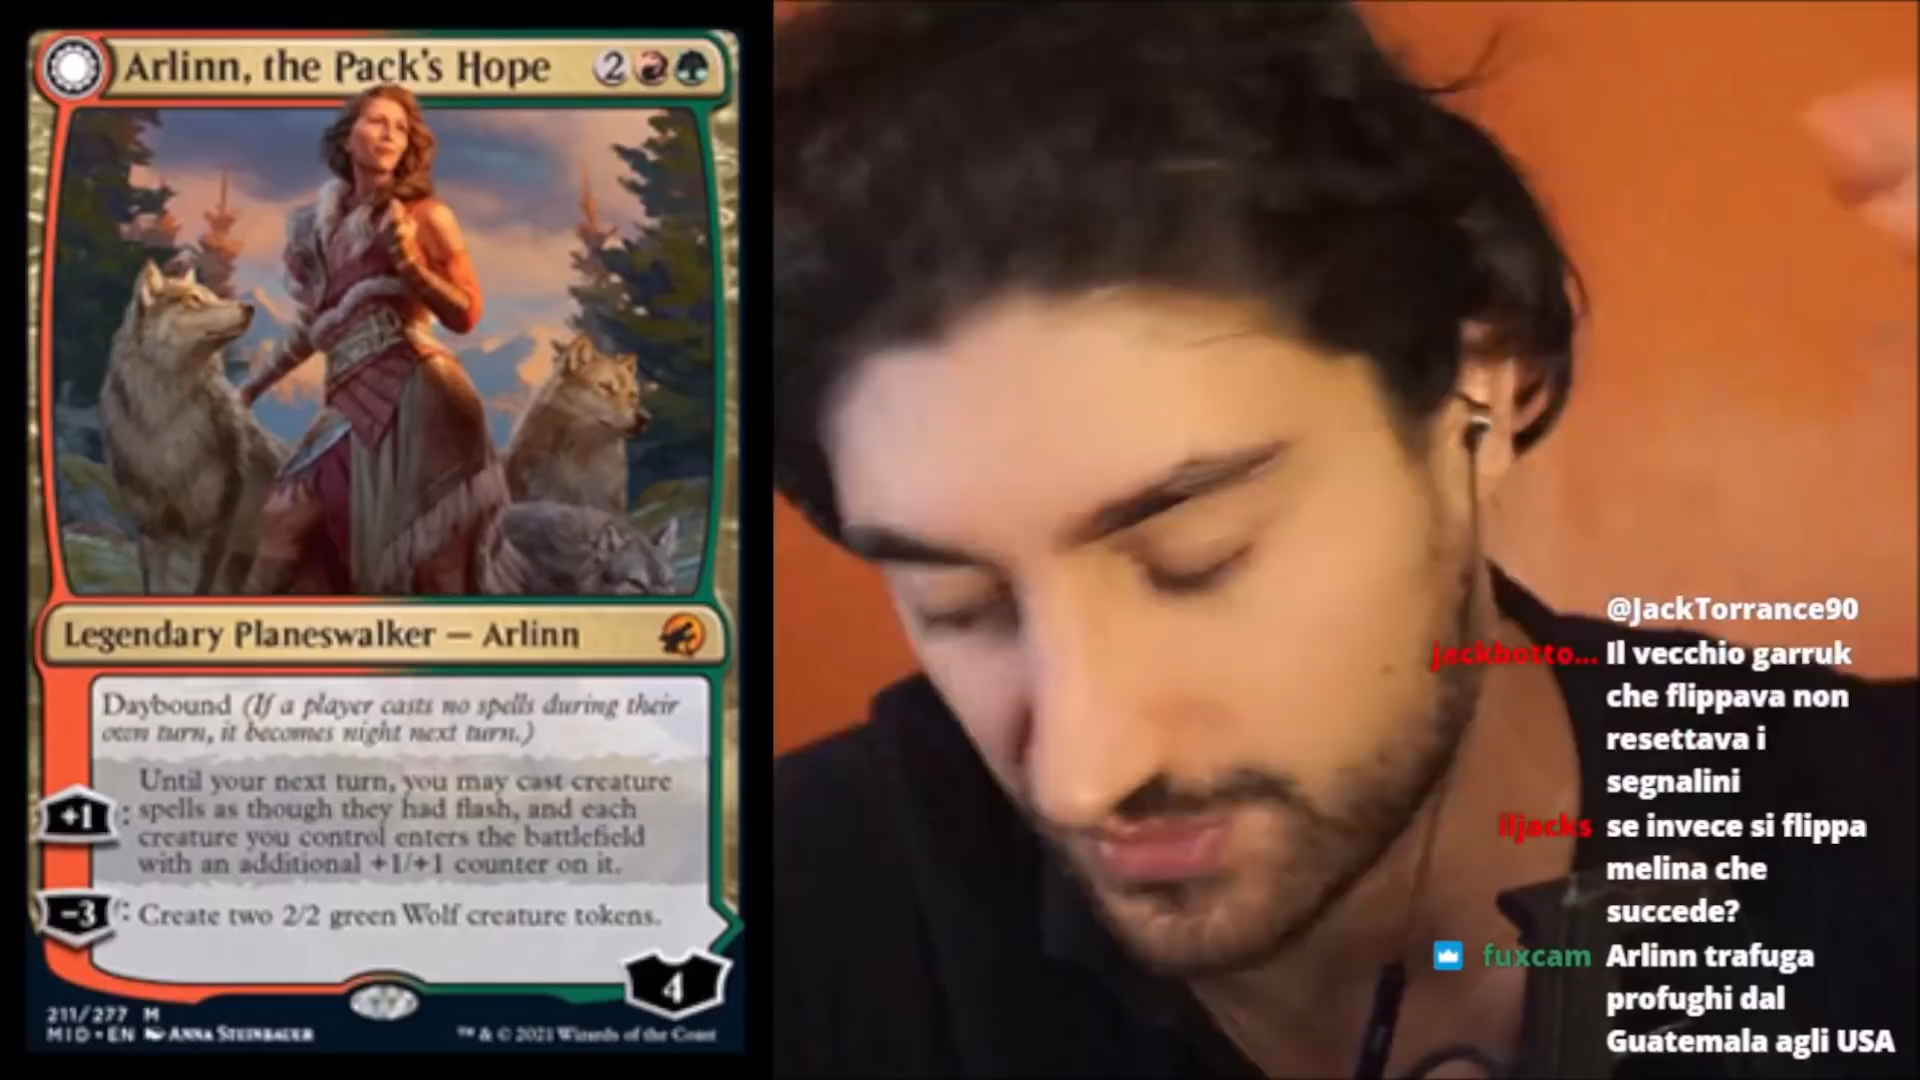 Arlinn, the Pack's Hope 2
Legendary Planeswalker — Arlinn
Daybound (If a player casts no spells during their
own turn, it becomes night next turn.)
+1: Until your next turn, you may cast creature
spells as though they had flash, and each
creature you control enters the battlefield
with an additional +1/+1 counter on it.
-3: Create two 2/2 green Wolf creature tokens.
4
211/277 M
MID • EN Anna Steinbauer
™ & © 2021 Wizards of the Coast
@JackTorrance90
jackbotto... Il vecchio garruk
che flippava non
resettava i
segnalini
iljacks se invece si flippa
melina che
succede?
fuxcam Arlinn trafuga
profughi dal
Guatemala agli USA